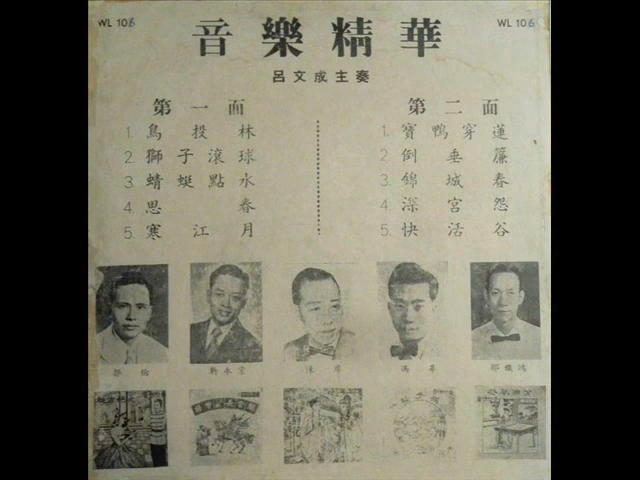 WL 106
WL 106
音樂精華
呂文成主奏
第一面
1. 鳥投林
2. 獅子滾球
3. 蜻蜓點水
4. 思春
5. 寒江月
第二面
1. 寶鴨穿蓮
2. 倒垂簾
3. 錦城春
4. 深宮怨
5. 快活谷